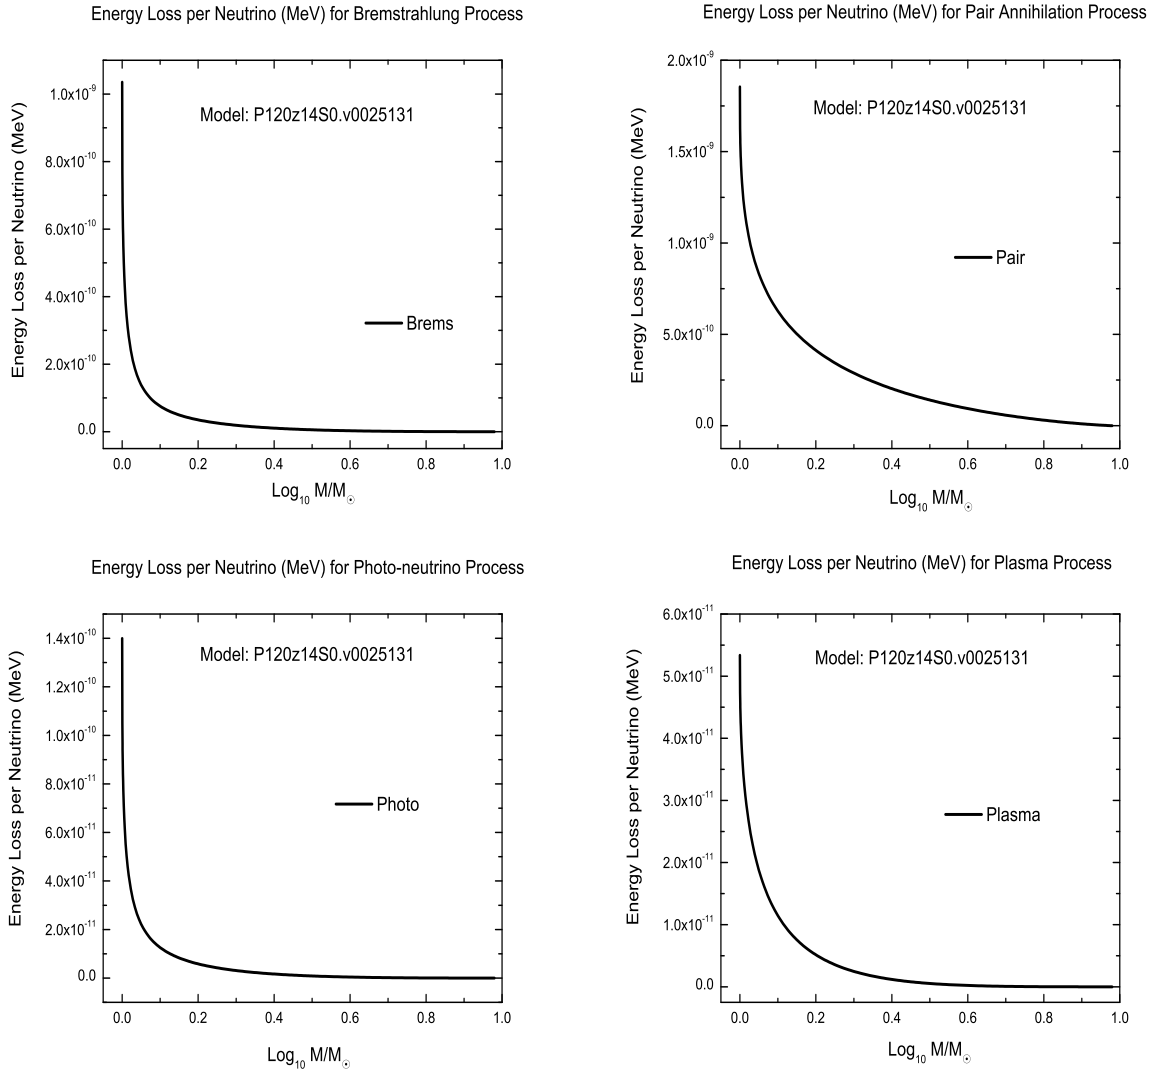 Energy Loss per Neutrino (MeV) for Bremstrahlung Process
Energy Loss per Neutrino (MeV)
1.0x10⁻⁹
8.0x10⁻¹⁰
6.0x10⁻¹⁰
4.0x10⁻¹⁰
2.0x10⁻¹⁰
0.0
Model: P120z14S0.v0025131
Brems
0.0 0.2 0.4 0.6 0.8 1.0
Log₁₀ M/M☉
Energy Loss per Neutrino (MeV) for Pair Annihilation Process
Energy Loss per Neutrino (MeV)
2.0x10⁻⁹
1.5x10⁻⁹
1.0x10⁻⁹
5.0x10⁻¹⁰
0.0
Model: P120z14S0.v0025131
Pair
0.0 0.2 0.4 0.6 0.8 1.0
Log₁₀ M/M☉
Energy Loss per Neutrino (MeV) for Photo-neutrino Process
Energy Loss per Neutrino (MeV)
1.4x10⁻¹⁰
1.2x10⁻¹⁰
1.0x10⁻¹⁰
8.0x10⁻¹¹
6.0x10⁻¹¹
4.0x10⁻¹¹
2.0x10⁻¹¹
0.0
Model: P120z14S0.v0025131
Photo
0.0 0.2 0.4 0.6 0.8 1.0
Log₁₀ M/M☉
Energy Loss per Neutrino (MeV) for Plasma Process
Energy Loss per Neutrino (MeV)
6.0x10⁻¹¹
5.0x10⁻¹¹
4.0x10⁻¹¹
3.0x10⁻¹¹
2.0x10⁻¹¹
1.0x10⁻¹¹
0.0
Model: P120z14S0.v0025131
Plasma
0.0 0.2 0.4 0.6 0.8 1.0
Log₁₀ M/M☉